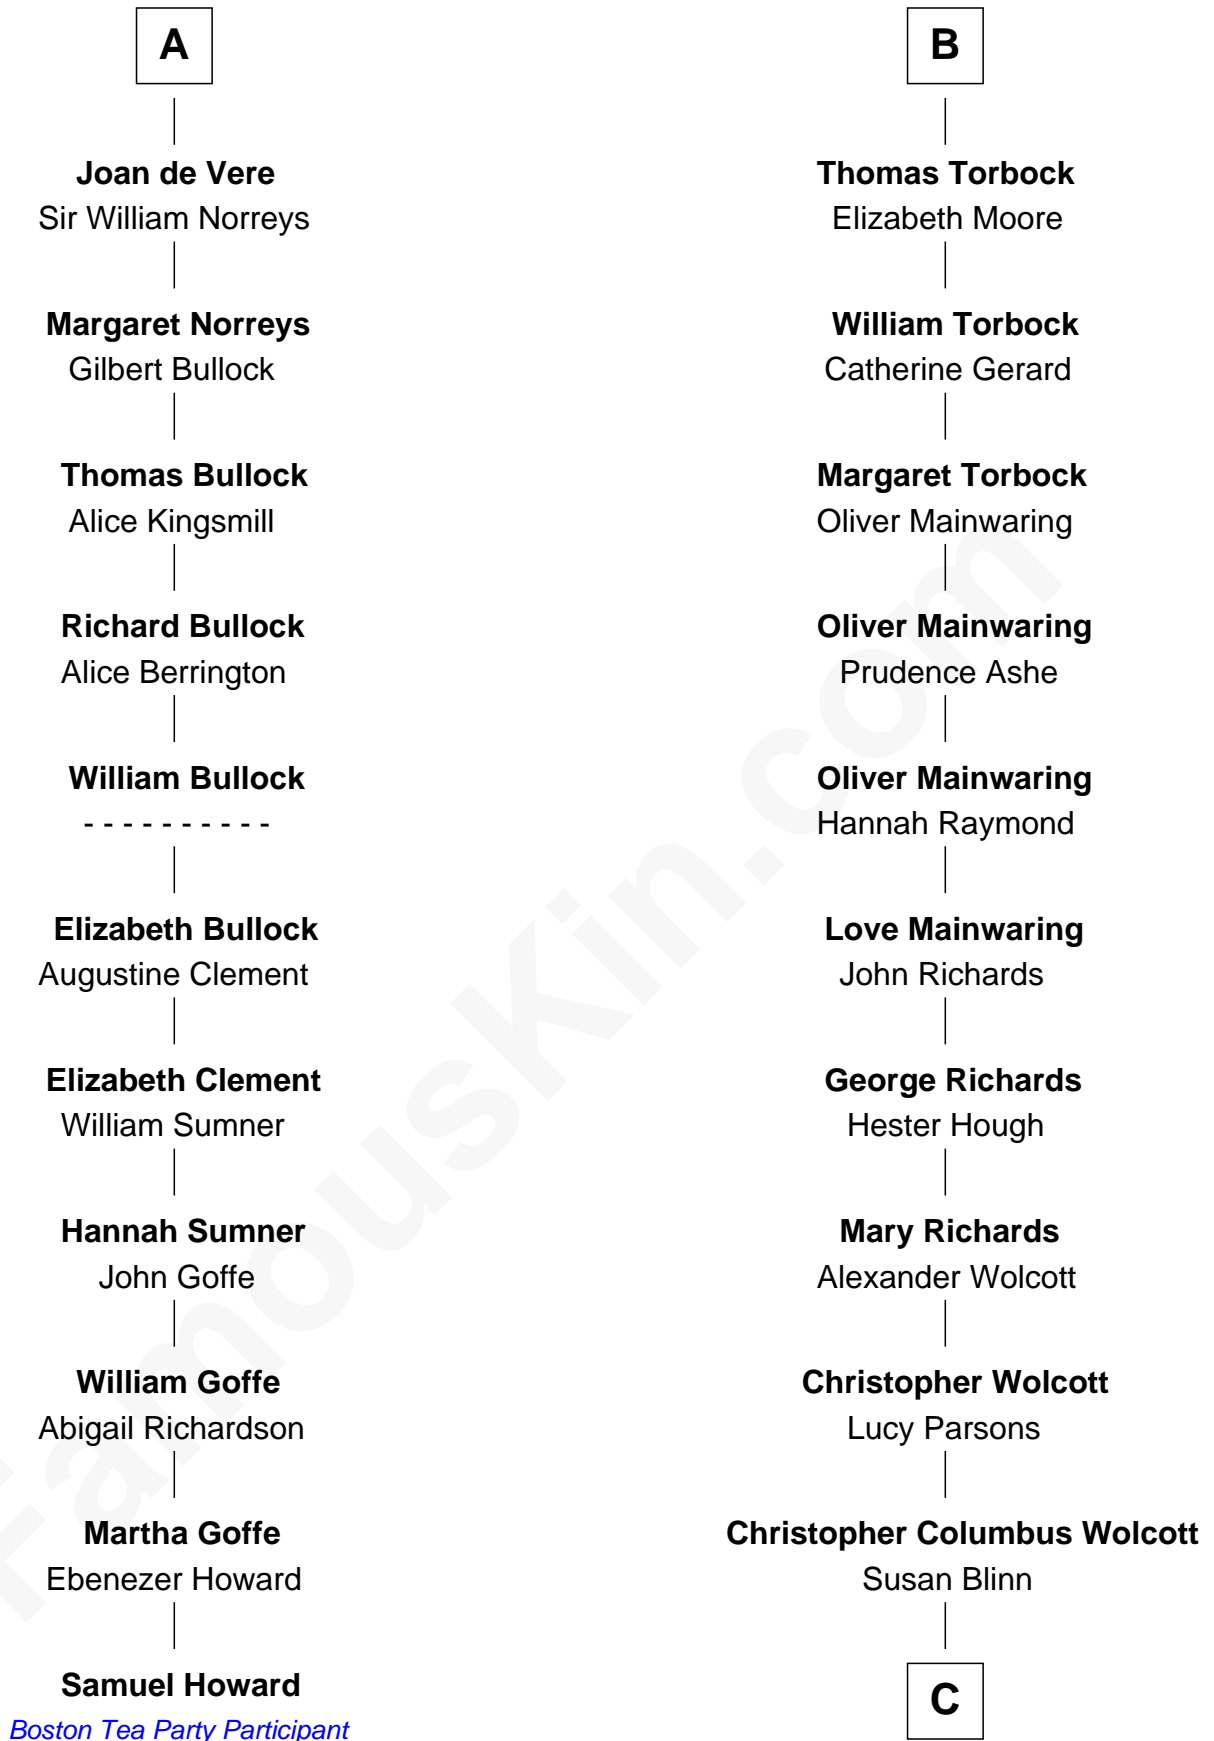 A
Joan de Vere
Sir William Norreys
Margaret Norreys
Gilbert Bullock
Thomas Bullock
Alice Kingsmill
Richard Bullock
Alice Berrington
William Bullock
- - - - - - - - - -
Elizabeth Bullock
Augustine Clement
Elizabeth Clement
William Sumner
Hannah Sumner
John Goffe
William Goffe
Abigail Richardson
Martha Goffe
Ebenezer Howard
Samuel Howard
Boston Tea Party Participant
B
Thomas Torbock
Elizabeth Moore
William Torbock
Catherine Gerard
Margaret Torbock
Oliver Mainwaring
Oliver Mainwaring
Prudence Ashe
Oliver Mainwaring
Hannah Raymond
Love Mainwaring
John Richards
George Richards
Hester Hough
Mary Richards
Alexander Wolcott
Christopher Wolcott
Lucy Parsons
Christopher Columbus Wolcott
Susan Blinn
C
FamousKin.com